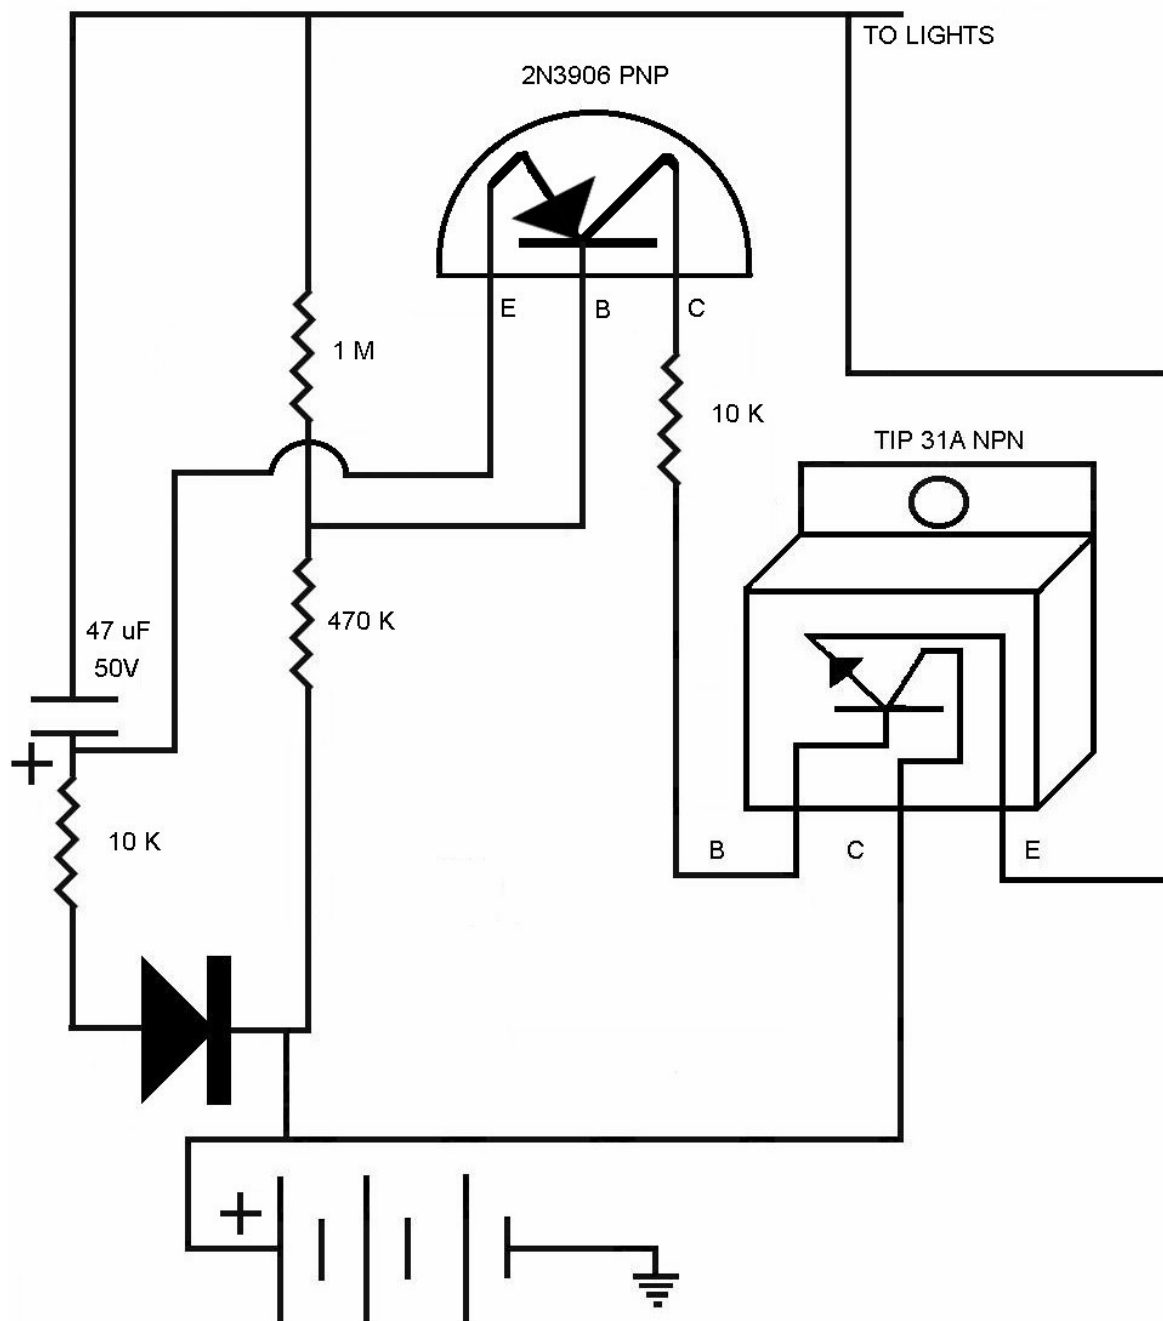 TO LIGHTS
2N3906 PNP
E
B
C
1 M
10 K
TIP 31A NPN
47 uF
50V
470 K
+
10 K
B
C
E
+